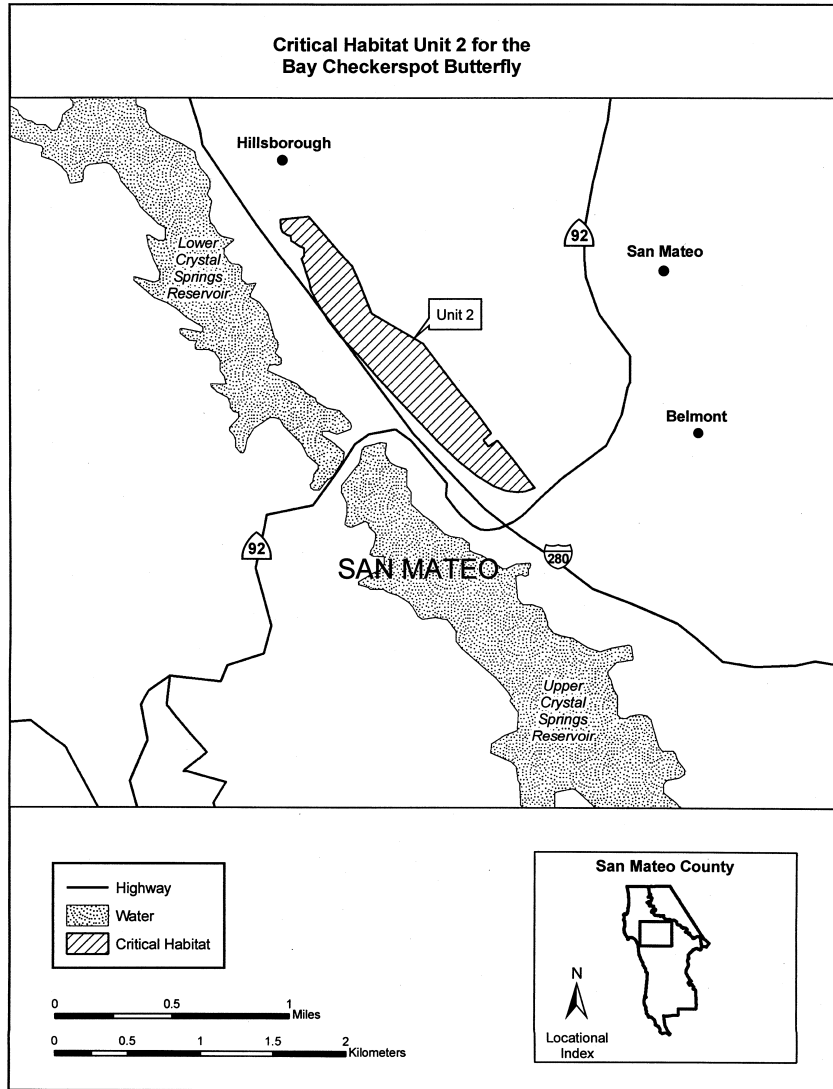 Critical Habitat Unit 2 for the
Bay Checkerspot Butterfly
Hillsborough
92
San Mateo
Lower
Crystal
Springs
Reservoir
Unit 2
Belmont
92
280
SAN MATEO
Upper
Crystal
Springs
Reservoir
Highway
Water
Critical Habitat
0 0.5 1
Miles
0 0.5 1 1.5 2
Kilometers
San Mateo County
N
Locational
Index